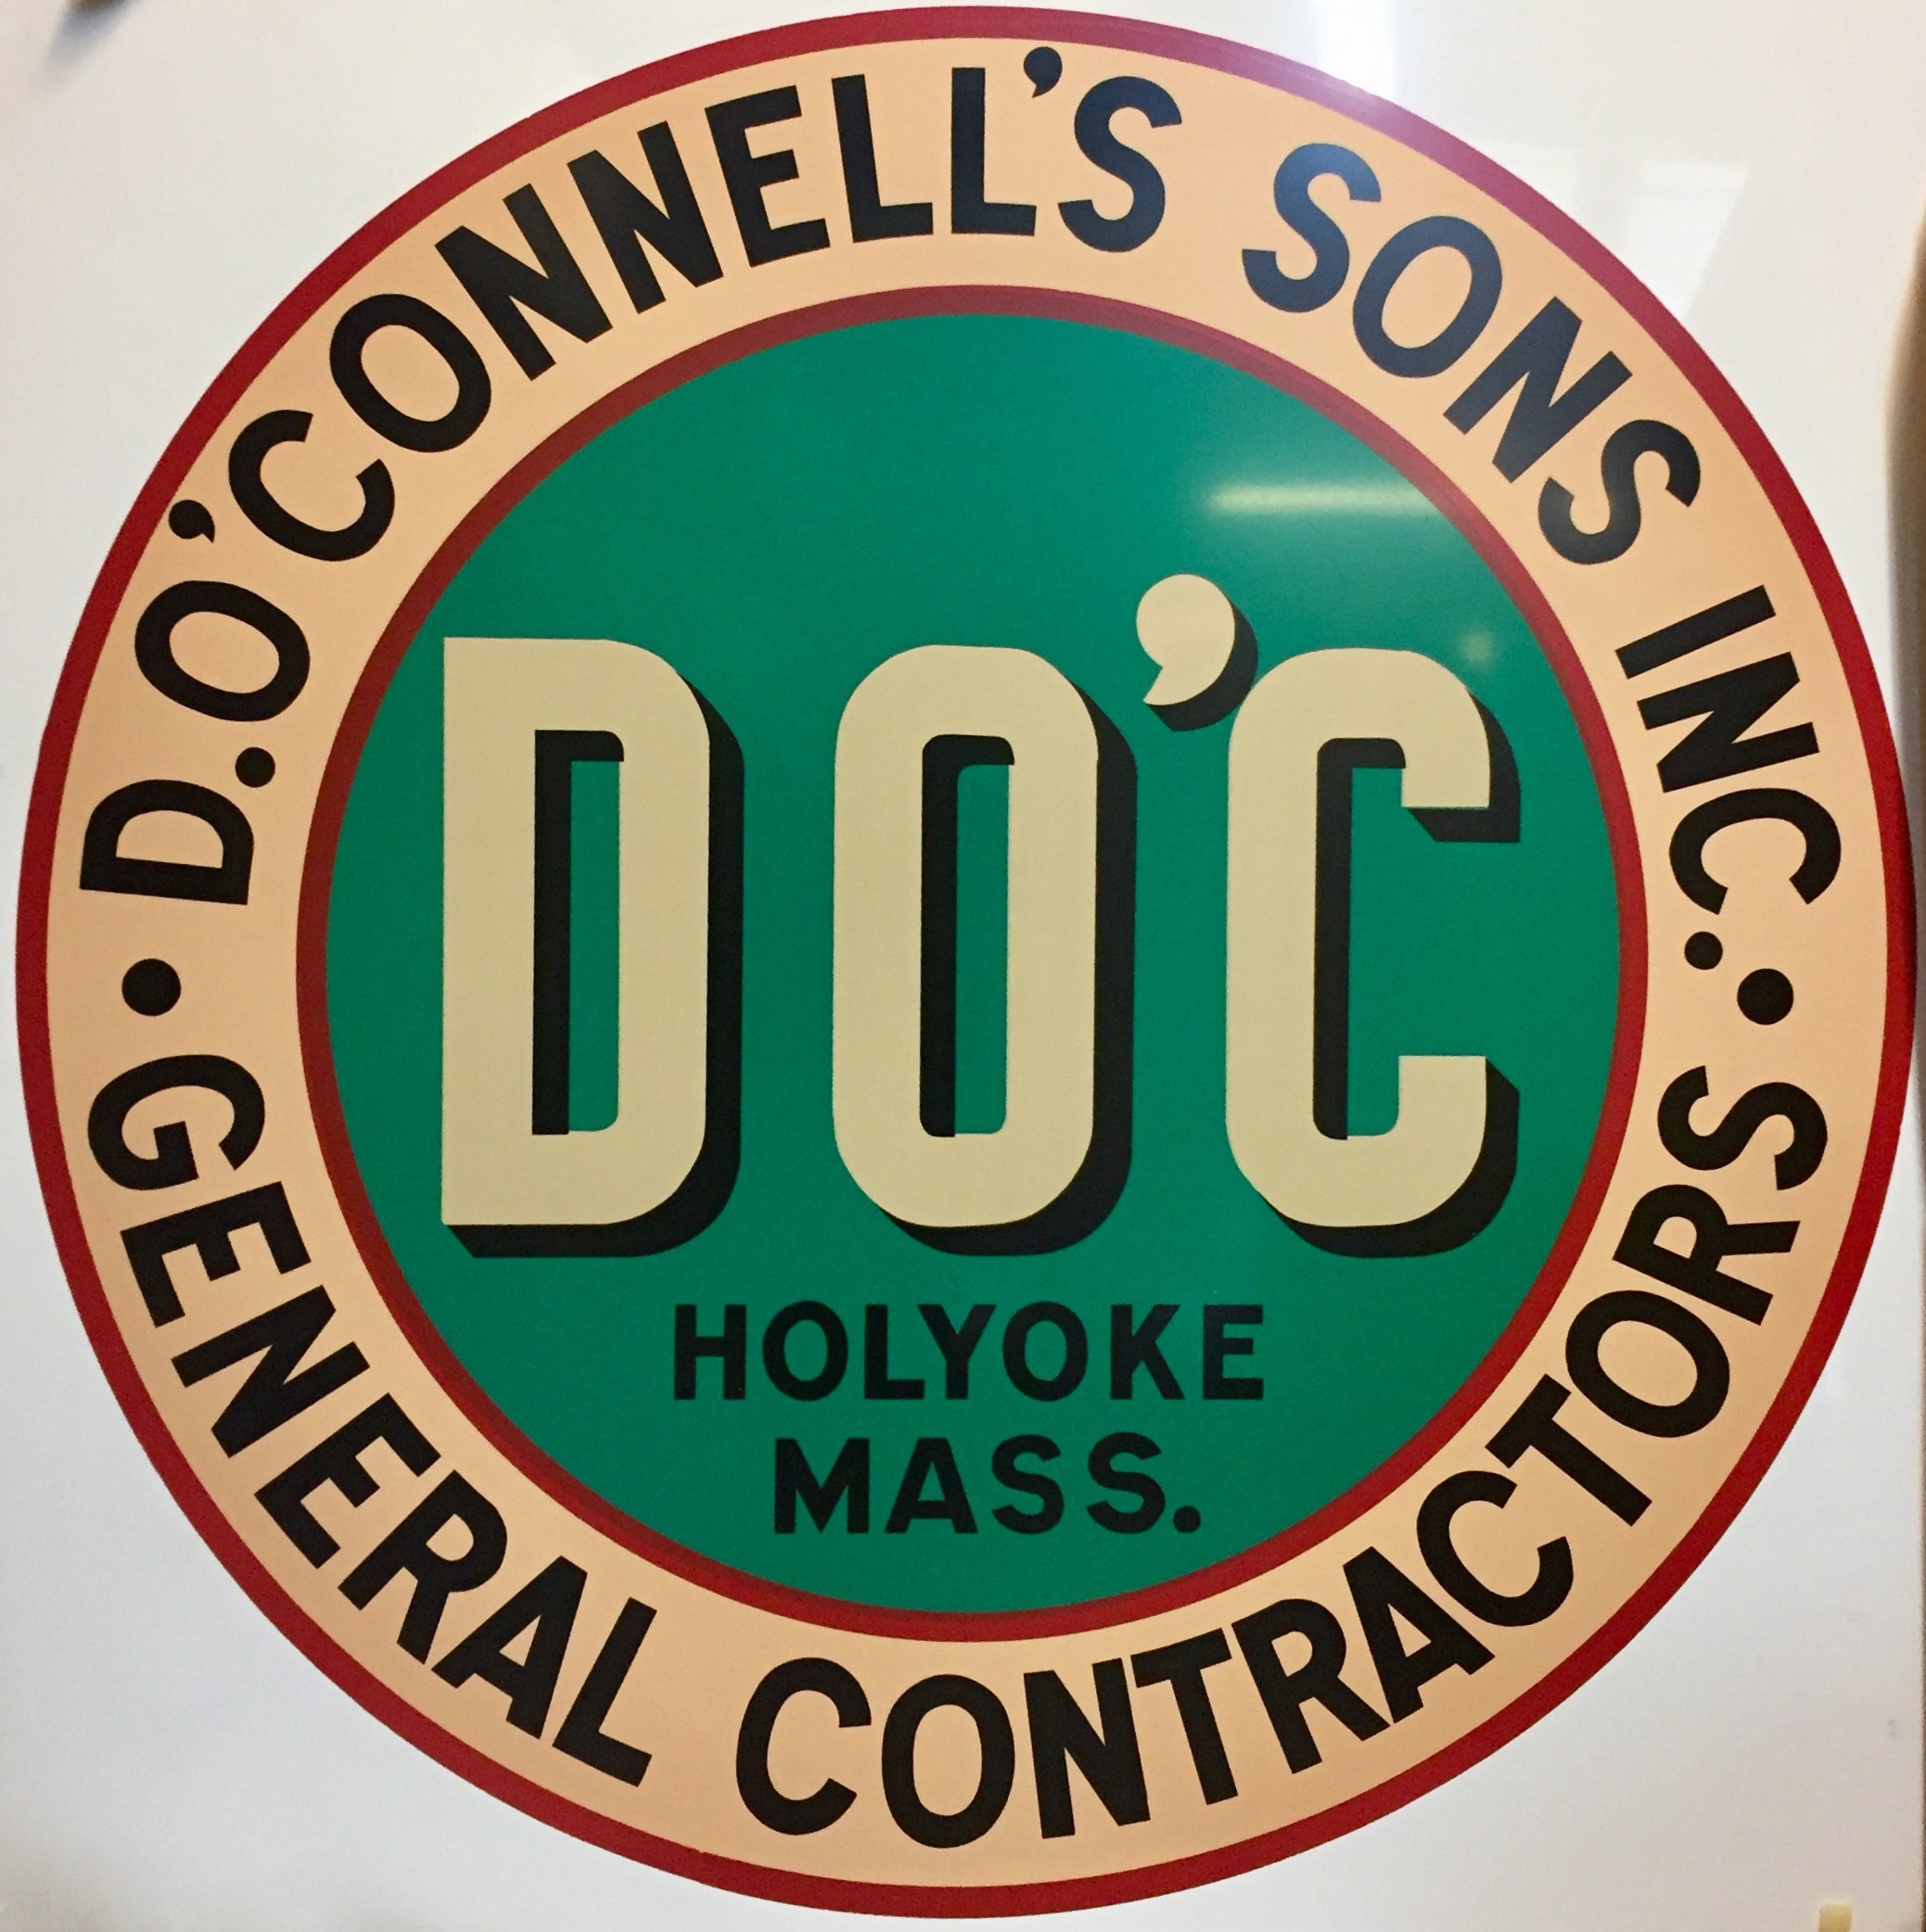 D.O'CONNELL'S SONS INC.
DO'C
HOLYOKE
MASS.
• GENERAL CONTRACTORS •